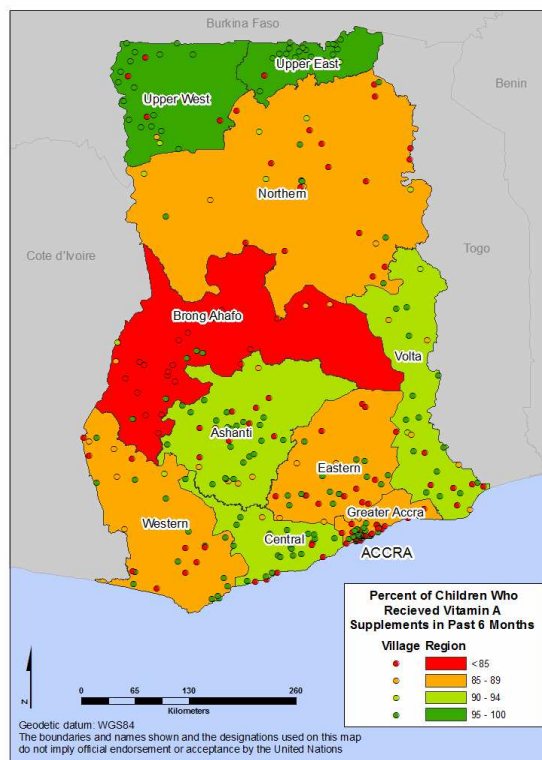 Burkina Faso
Upper East
Upper West
Benin
Northern
Cote d'Ivoire
Togo
Brong Ahafo
Volta
Ashanti
Eastern
Greater Accra
Western
Central
ACCRA
Percent of Children Who
Recieved Vitamin A
Supplements in Past 6 Months
Village Region
< 85
85 - 89
90 - 94
95 - 100
N
0 65 130 260
Kilometers
Geodetic datum: WGS84
The boundaries and names shown and the designations used on this map
do not imply official endorsement or acceptance by the United Nations